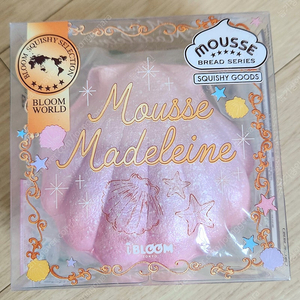 BLOOM SQUISHY SELECTION
BLOOM
WORLD
MOUSSE
BREAD SERIES
SQUISHY GOODS
Mousse
Madeleine
iBLOOM